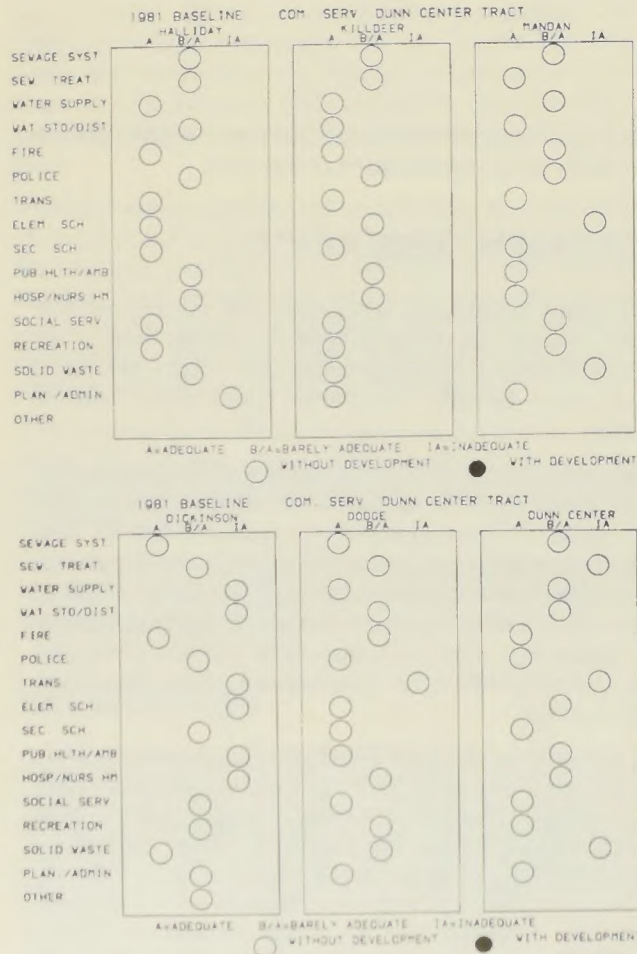 1981 BASELINE COM. SERV DUNN CENTER TRACT
HALLIDAY KILLDEER MANDAN
A B/A IA A B/A IA A B/A IA
SEWAGE SYST
SEW TREAT
WATER SUPPLY
WAT STO/DIST
FIRE
POLICE
TRANS
ELEM. SCH
SEC SCH
PUB.HLTH/AMB
HOSP/NURS HM
SOCIAL SERV
RECREATION
SOLID WASTE
PLAN /ADMIN
OTHER
A=ADEQUATE B/A=BARELY ADEQUATE IA=INADEQUATE
WITHOUT DEVELOPMENT WITH DEVELOPMENT
1981 BASELINE COM. SERV DUNN CENTER TRACT
DICKINSON DODGE DUNN CENTER
A B/A IA A B/A IA A B/A IA
SEWAGE SYST
SEW. TREAT
WATER SUPPLY
WAT STO/DIST
FIRE
POLICE
TRANS
ELEM SCH
SEC. SCH
PUB HLTH/AMB
HOSP/NURS HM
SOCIAL SERV
RECREATION
SOLID WASTE
PLAN./ADMIN
OTHER
A=ADEQUATE B/A=BARELY ADEQUATE IA=INADEQUATE
WITHOUT DEVELOPMENT WITH DEVELOPMENT